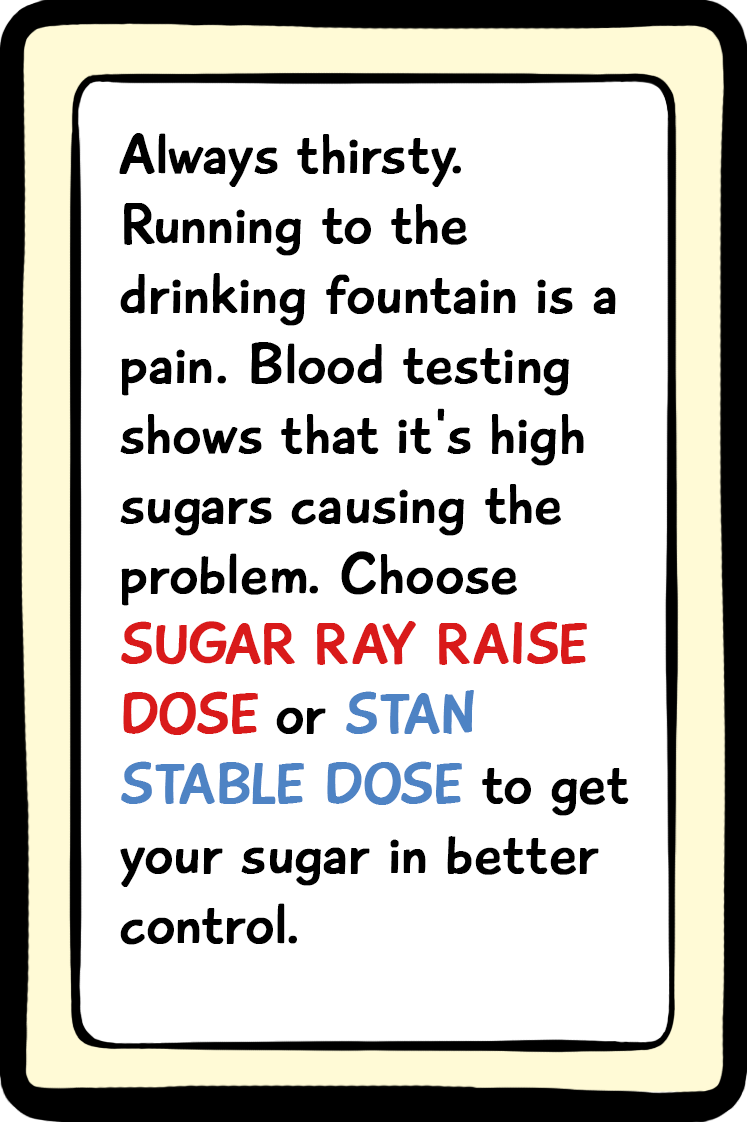 Always thirsty.
Running to the
drinking fountain is a
pain. Blood testing
shows that it's high
sugars causing the
problem. Choose
SUGAR RAY RAISE
DOSE or STAN
STABLE DOSE to get
your sugar in better
control.